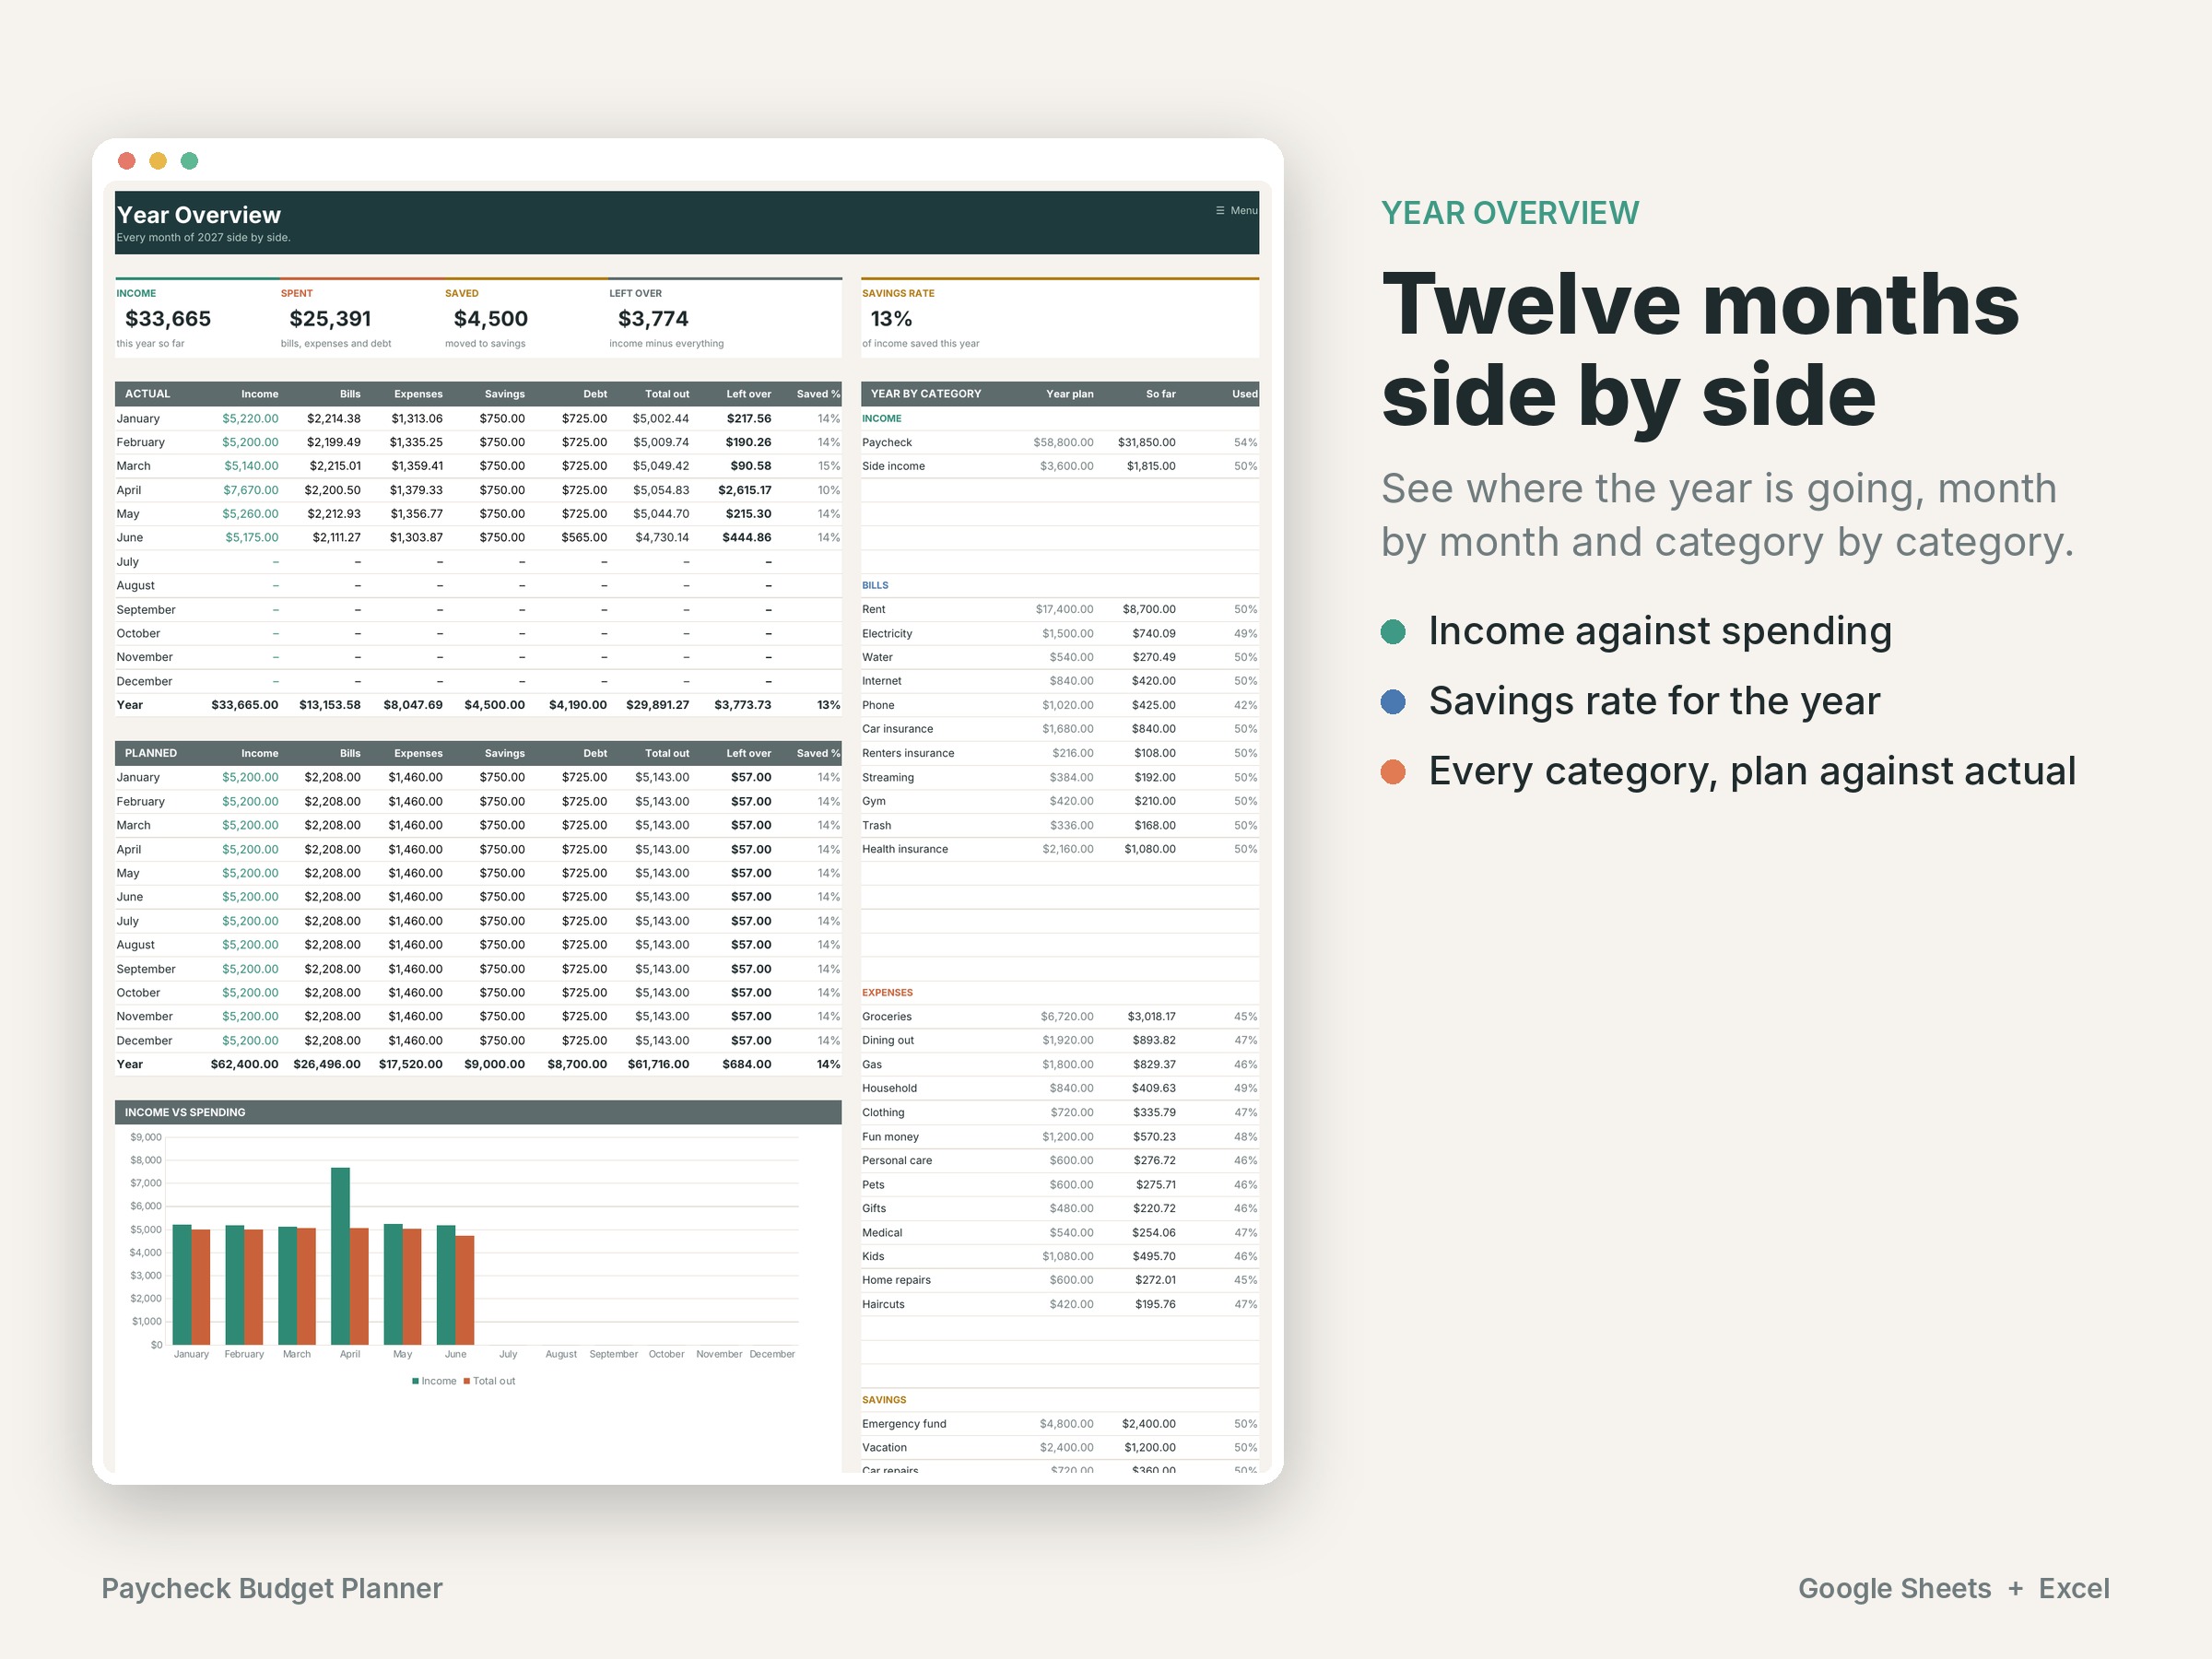 Year Overview
☰ Menu
Every month of 2027 side by side.
INCOME SPENT SAVED LEFT OVER
$33,665 $25,391 $4,500 $3,774
this year so far bills, expenses and debt moved to savings income minus everything
SAVINGS RATE
13%
of income saved this year
ACTUAL Income Bills Expenses Savings Debt Total out Left over Saved %
January $5,220.00 $2,214.38 $1,313.06 $750.00 $725.00 $5,002.44 $217.56 14%
February $5,200.00 $2,199.49 $1,335.25 $750.00 $725.00 $5,009.74 $190.26 14%
March $5,140.00 $2,215.01 $1,359.41 $750.00 $725.00 $5,049.42 $90.58 15%
April $7,670.00 $2,200.50 $1,379.33 $750.00 $725.00 $5,054.83 $2,615.17 10%
May $5,260.00 $2,212.93 $1,356.77 $750.00 $725.00 $5,044.70 $215.30 14%
June $5,175.00 $2,111.27 $1,303.87 $750.00 $565.00 $4,730.14 $444.86 14%
July – – – – – – –
August – – – – – – –
September – – – – – – –
October – – – – – – –
November – – – – – – –
December – – – – – – –
Year $33,665.00 $13,153.58 $8,047.69 $4,500.00 $4,190.00 $29,891.27 $3,773.73 13%
PLANNED Income Bills Expenses Savings Debt Total out Left over Saved %
January $5,200.00 $2,208.00 $1,460.00 $750.00 $725.00 $5,143.00 $57.00 14%
February $5,200.00 $2,208.00 $1,460.00 $750.00 $725.00 $5,143.00 $57.00 14%
March $5,200.00 $2,208.00 $1,460.00 $750.00 $725.00 $5,143.00 $57.00 14%
April $5,200.00 $2,208.00 $1,460.00 $750.00 $725.00 $5,143.00 $57.00 14%
May $5,200.00 $2,208.00 $1,460.00 $750.00 $725.00 $5,143.00 $57.00 14%
June $5,200.00 $2,208.00 $1,460.00 $750.00 $725.00 $5,143.00 $57.00 14%
July $5,200.00 $2,208.00 $1,460.00 $750.00 $725.00 $5,143.00 $57.00 14%
August $5,200.00 $2,208.00 $1,460.00 $750.00 $725.00 $5,143.00 $57.00 14%
September $5,200.00 $2,208.00 $1,460.00 $750.00 $725.00 $5,143.00 $57.00 14%
October $5,200.00 $2,208.00 $1,460.00 $750.00 $725.00 $5,143.00 $57.00 14%
November $5,200.00 $2,208.00 $1,460.00 $750.00 $725.00 $5,143.00 $57.00 14%
December $5,200.00 $2,208.00 $1,460.00 $750.00 $725.00 $5,143.00 $57.00 14%
Year $62,400.00 $26,496.00 $17,520.00 $9,000.00 $8,700.00 $61,716.00 $684.00 14%
INCOME VS SPENDING
$9,000
$8,000
$7,000
$6,000
$5,000
$4,000
$3,000
$2,000
$1,000
$0
January February March April May June July August September October November December
Income Total out
YEAR BY CATEGORY Year plan So far Used
INCOME
Paycheck $58,800.00 $31,850.00 54%
Side income $3,600.00 $1,815.00 50%
BILLS
Rent $17,400.00 $8,700.00 50%
Electricity $1,500.00 $740.09 49%
Water $540.00 $270.49 50%
Internet $840.00 $420.00 50%
Phone $1,020.00 $425.00 42%
Car insurance $1,680.00 $840.00 50%
Renters insurance $216.00 $108.00 50%
Streaming $384.00 $192.00 50%
Gym $420.00 $210.00 50%
Trash $336.00 $168.00 50%
Health insurance $2,160.00 $1,080.00 50%
EXPENSES
Groceries $6,720.00 $3,018.17 45%
Dining out $1,920.00 $893.82 47%
Gas $1,800.00 $829.37 46%
Household $840.00 $409.63 49%
Clothing $720.00 $335.79 47%
Fun money $1,200.00 $570.23 48%
Personal care $600.00 $276.72 46%
Pets $600.00 $275.71 46%
Gifts $480.00 $220.72 46%
Medical $540.00 $254.06 47%
Kids $1,080.00 $495.70 46%
Home repairs $600.00 $272.01 45%
Haircuts $420.00 $195.76 47%
SAVINGS
Emergency fund $4,800.00 $2,400.00 50%
Vacation $2,400.00 $1,200.00 50%
Car repairs $720.00 $360.00 50%
YEAR OVERVIEW
Twelve months
side by side
See where the year is going, month
by month and category by category.
Income against spending
Savings rate for the year
Every category, plan against actual
Paycheck Budget Planner
Google Sheets + Excel